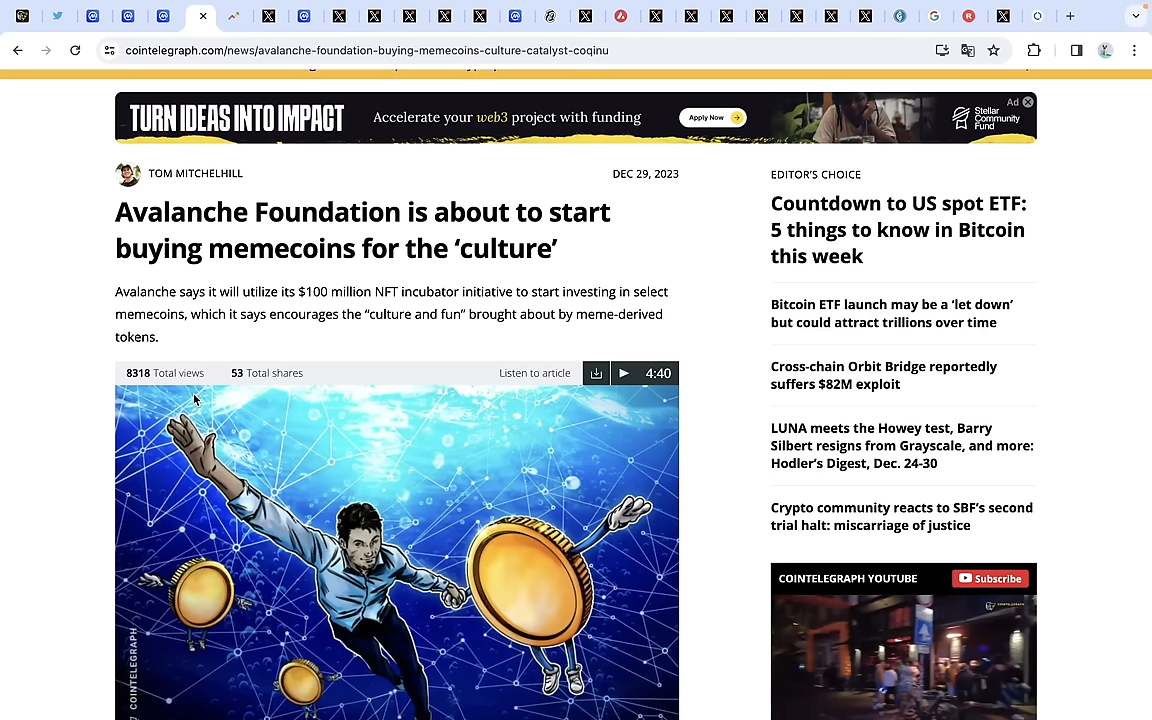 cointelegraph.com/news/avalanche-foundation-buying-memecoins-culture-catalyst-coqinu
TURN IDEAS INTO IMPACT
Accelerate your web3 project with funding
Apply Now
Ad
Stellar
Community
Fund
TOM MITCHELHILL
DEC 29, 2023
Avalanche Foundation is about to start
buying memecoins for the ‘culture’
Avalanche says it will utilize its $100 million NFT incubator initiative to start investing in select
memecoins, which it says encourages the “culture and fun” brought about by meme-derived
tokens.
8318 Total views
53 Total shares
Listen to article
4:40
COINTELEGRAPH
EDITOR’S CHOICE
Countdown to US spot ETF:
5 things to know in Bitcoin
this week
Bitcoin ETF launch may be a ‘let down’
but could attract trillions over time
Cross-chain Orbit Bridge reportedly
suffers $82M exploit
LUNA meets the Howey test, Barry
Silbert resigns from Grayscale, and more:
Hodler’s Digest, Dec. 24-30
Crypto community reacts to SBF’s second
trial halt: miscarriage of justice
COINTELEGRAPH YOUTUBE
Subscribe
COINTELEGRAPH